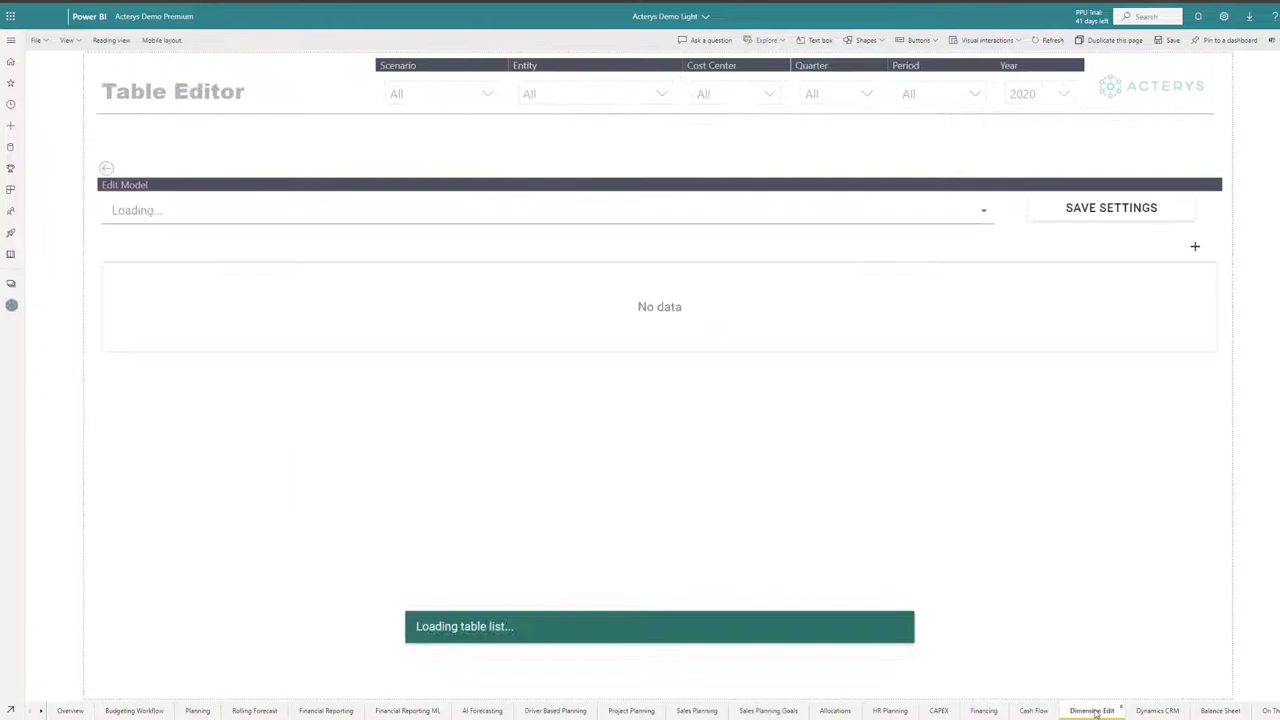 Power BI Acterys Demo Premium Acterys Demo Light PPU Trial: 41 days left Search
File View Reading view Mobile layout Ask a question Explore Text box Shapes Buttons Visual interactions Refresh Duplicate this page Save Pin to a dashboard
Scenario Entity Cost Center Quarter Period Year
Table Editor All All All All All 2020 ACTERYS
Edit Model
Loading... SAVE SETTINGS
+
No data
Loading table list...
Overview Budgeting Workflow Planning Rolling Forecast Financial Reporting Financial Reporting ML AI Forecasting Driver Based Planning Project Planning Sales Planning Sales Planning Goals Allocations HR Planning CAPEX Financing Cash Flow Dimension Edit Dynamics CRM Balance Sheet On Th